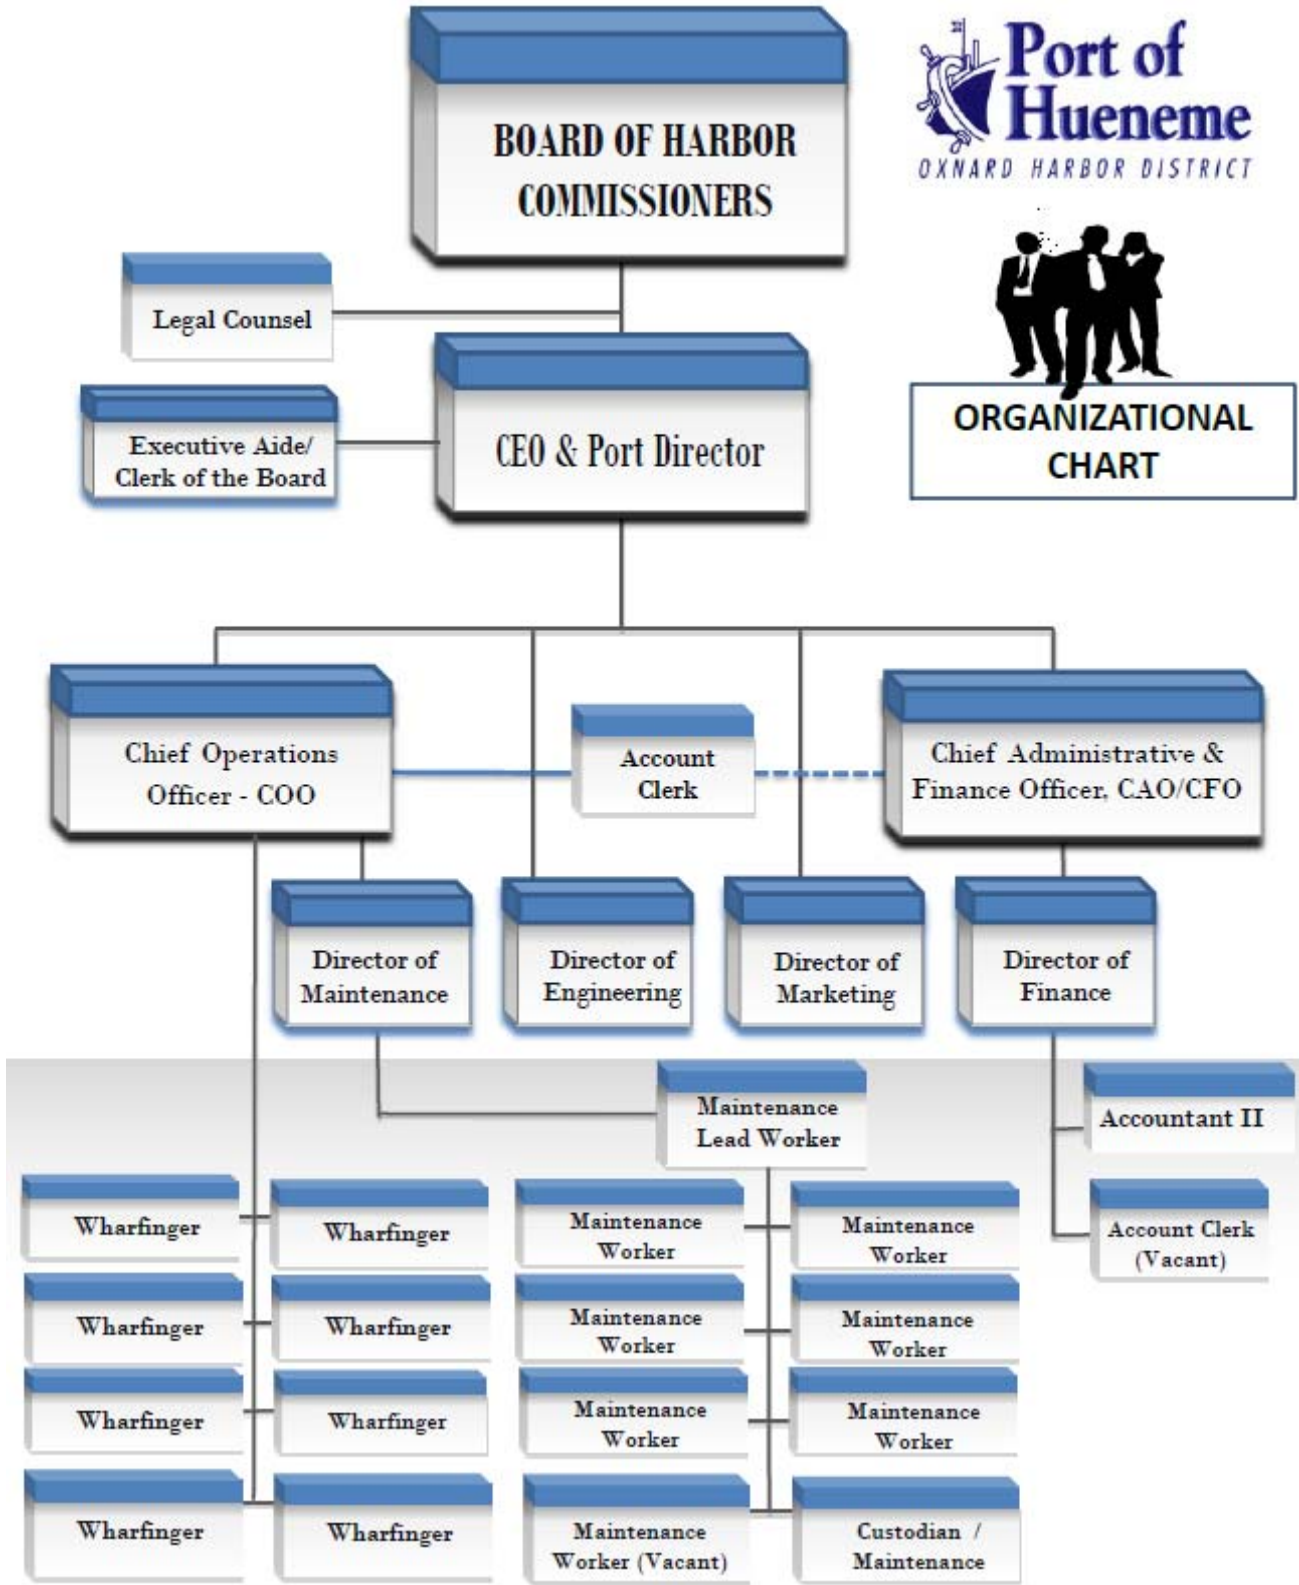 Port of
Hueneme
OXNARD HARBOR DISTRICT
BOARD OF HARBOR
COMMISSIONERS
Legal Counsel
ORGANIZATIONAL
CHART
Executive Aide/
Clerk of the Board
CEO & Port Director
Chief Operations
Officer - COO
Account
Clerk
Chief Administrative &
Finance Officer, CAO/CFO
Director of
Maintenance
Director of
Engineering
Director of
Marketing
Director of
Finance
Maintenance
Lead Worker
Accountant II
Account Clerk
(Vacant)
Wharfinger
Wharfinger
Maintenance
Worker
Maintenance
Worker
Wharfinger
Wharfinger
Maintenance
Worker
Maintenance
Worker
Wharfinger
Wharfinger
Maintenance
Worker
Maintenance
Worker
Wharfinger
Wharfinger
Maintenance
Worker (Vacant)
Custodian /
Maintenance